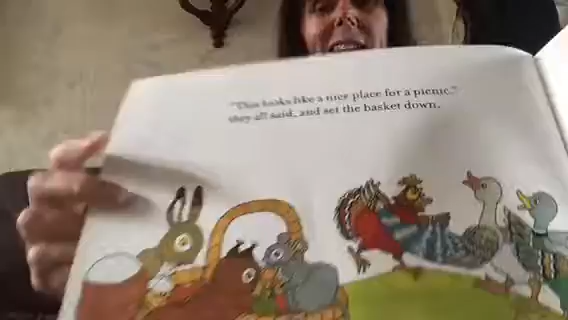 "This looks like a nice place for a picnic,"
they all said, and set the basket down.